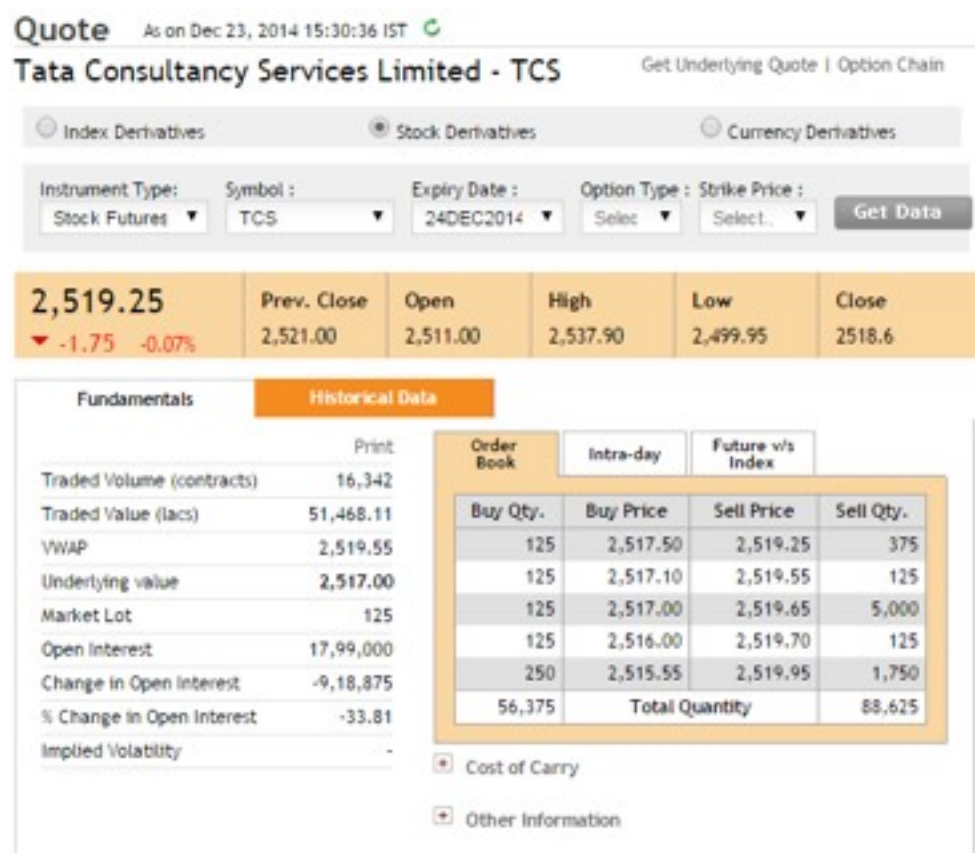 Quote As on Dec 23, 2014 15:30:36 IST
Tata Consultancy Services Limited - TCS Get Underlying Quote | Option Chain
Index Derivatives Stock Derivatives Currency Derivatives
Instrument Type: Symbol : Expiry Date : Option Type : Strike Price :
Stock Futures TCS 24DEC2014 Selec Select.. Get Data
2,519.25 Prev. Close Open High Low Close
-1.75 -0.07% 2,521.00 2,511.00 2,537.90 2,499.95 2518.6
Fundamentals Historical Data
Print
Traded Volume (contracts) 16,342
Traded Value (lacs) 51,468.11
VWAP 2,519.55
Underlying value 2,517.00
Market Lot 125
Open Interest 17,99,000
Change in Open Interest -9,18,875
% Change in Open Interest -33.81
Implied Volatility -
Order Book Intra-day Future v/s Index
Buy Qty. Buy Price Sell Price Sell Qty.
125 2,517.50 2,519.25 375
125 2,517.10 2,519.55 125
125 2,517.00 2,519.65 5,000
125 2,516.00 2,519.70 125
250 2,515.55 2,519.95 1,750
56,375 Total Quantity 88,625
Cost of Carry
Other Information